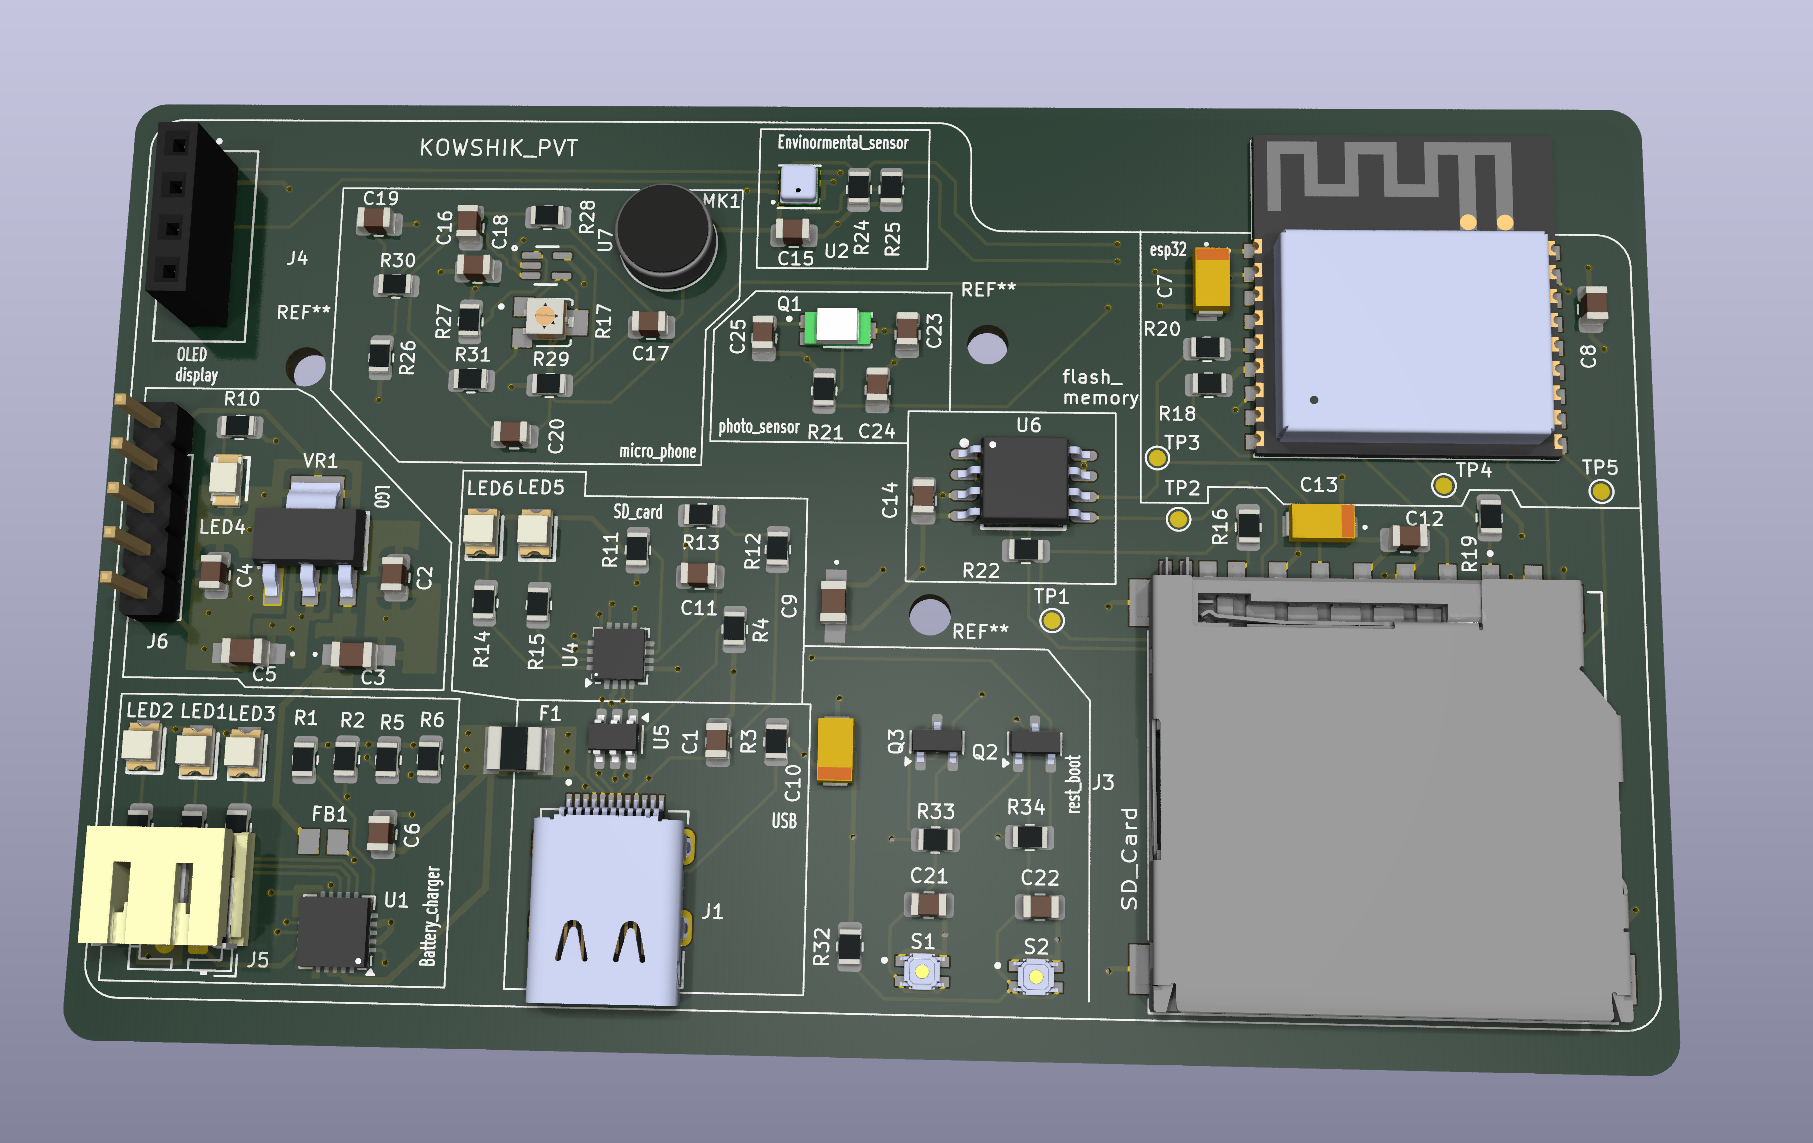 KOWSHIK_PVT
Envinormental_sensor
MK1
C19
C16
C18
R28
U7
J4
R30
C15
U2
R24
R25
esp32
C7
REF**
REF**
Q1
R27
R17
C25
C23
R20
C8
OLED
display
R26
R31
R29
C17
flash_
memory
R10
C20
micro_phone
photo_sensor
R21
C24
R18
U6
TP3
VR1
LDO
LED6
LED5
C14
TP2
C13
TP4
TP5
LED4
SD_card
R11
R13
R12
R16
C12
R19
C4
C2
R22
C11
C9
TP1
J6
R14
R15
U4
R4
REF**
C5
C3
LED2
LED1
LED3
R1
R2
R5
R6
F1
U5
C1
R3
C10
Q3
Q2
rest_boot
J3
FB1
C6
USB
R33
R34
SD_Card
U1
Battery_charger
J1
C21
C22
J5
R32
S1
S2